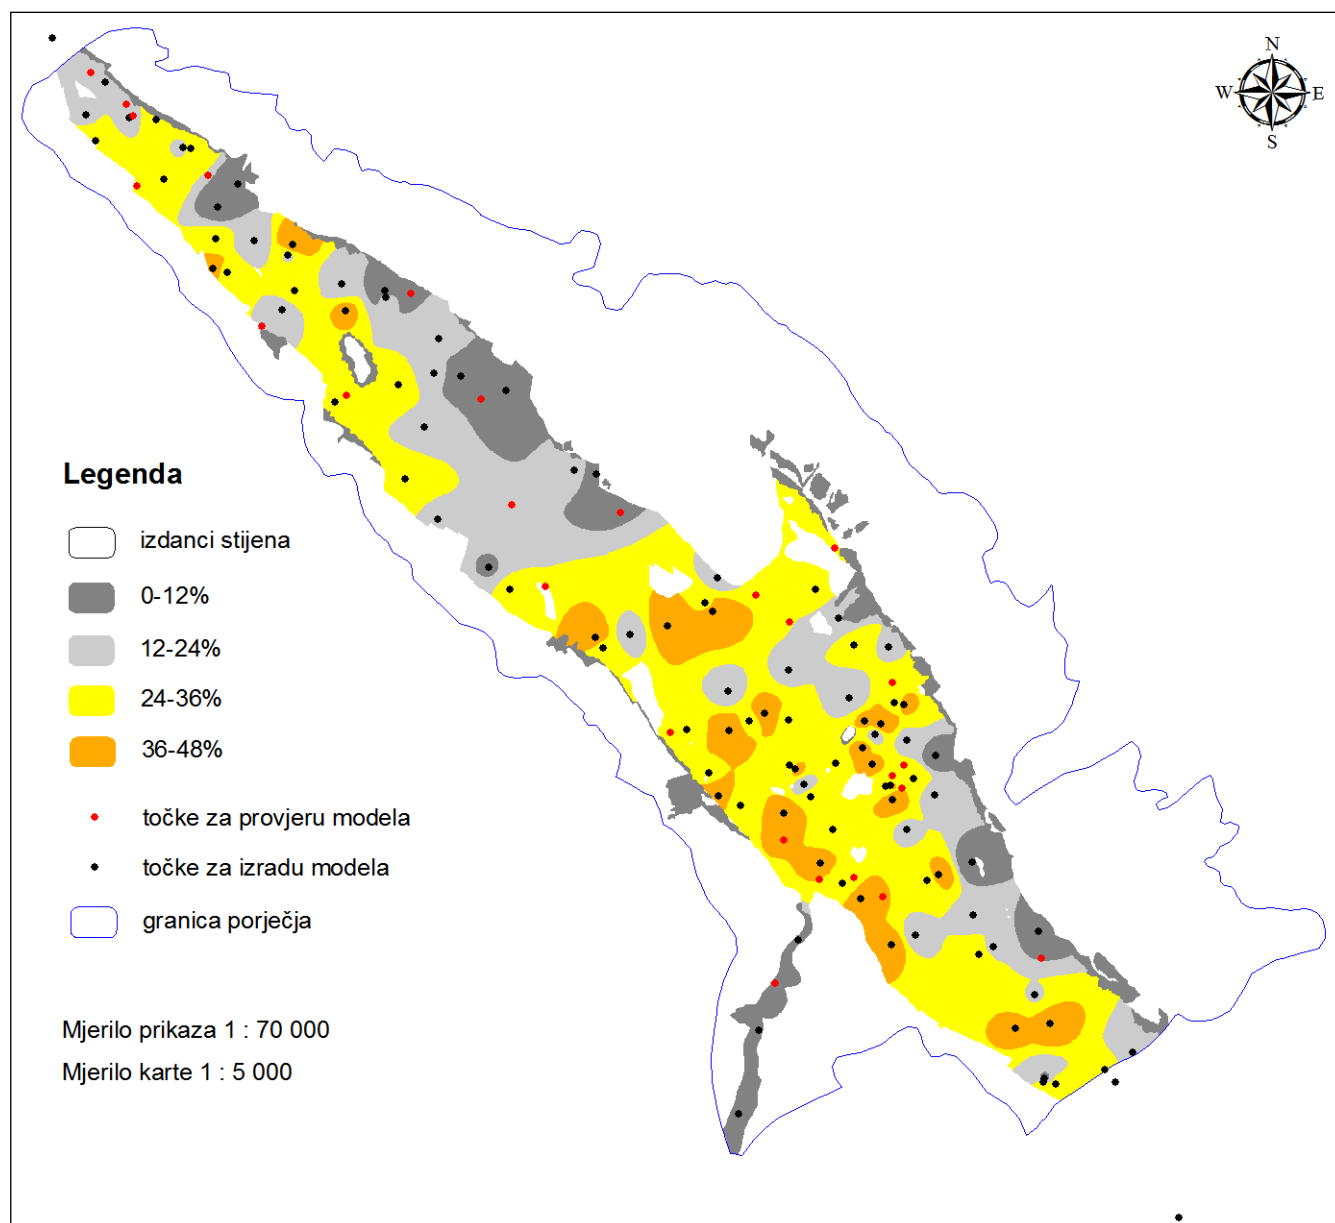 N
W E
S
Legenda
izdanci stijena
0-12%
12-24%
24-36%
36-48%
točke za provjeru modela
točke za izradu modela
granica porječja
Mjerilo prikaza 1 : 70 000
Mjerilo karte 1 : 5 000